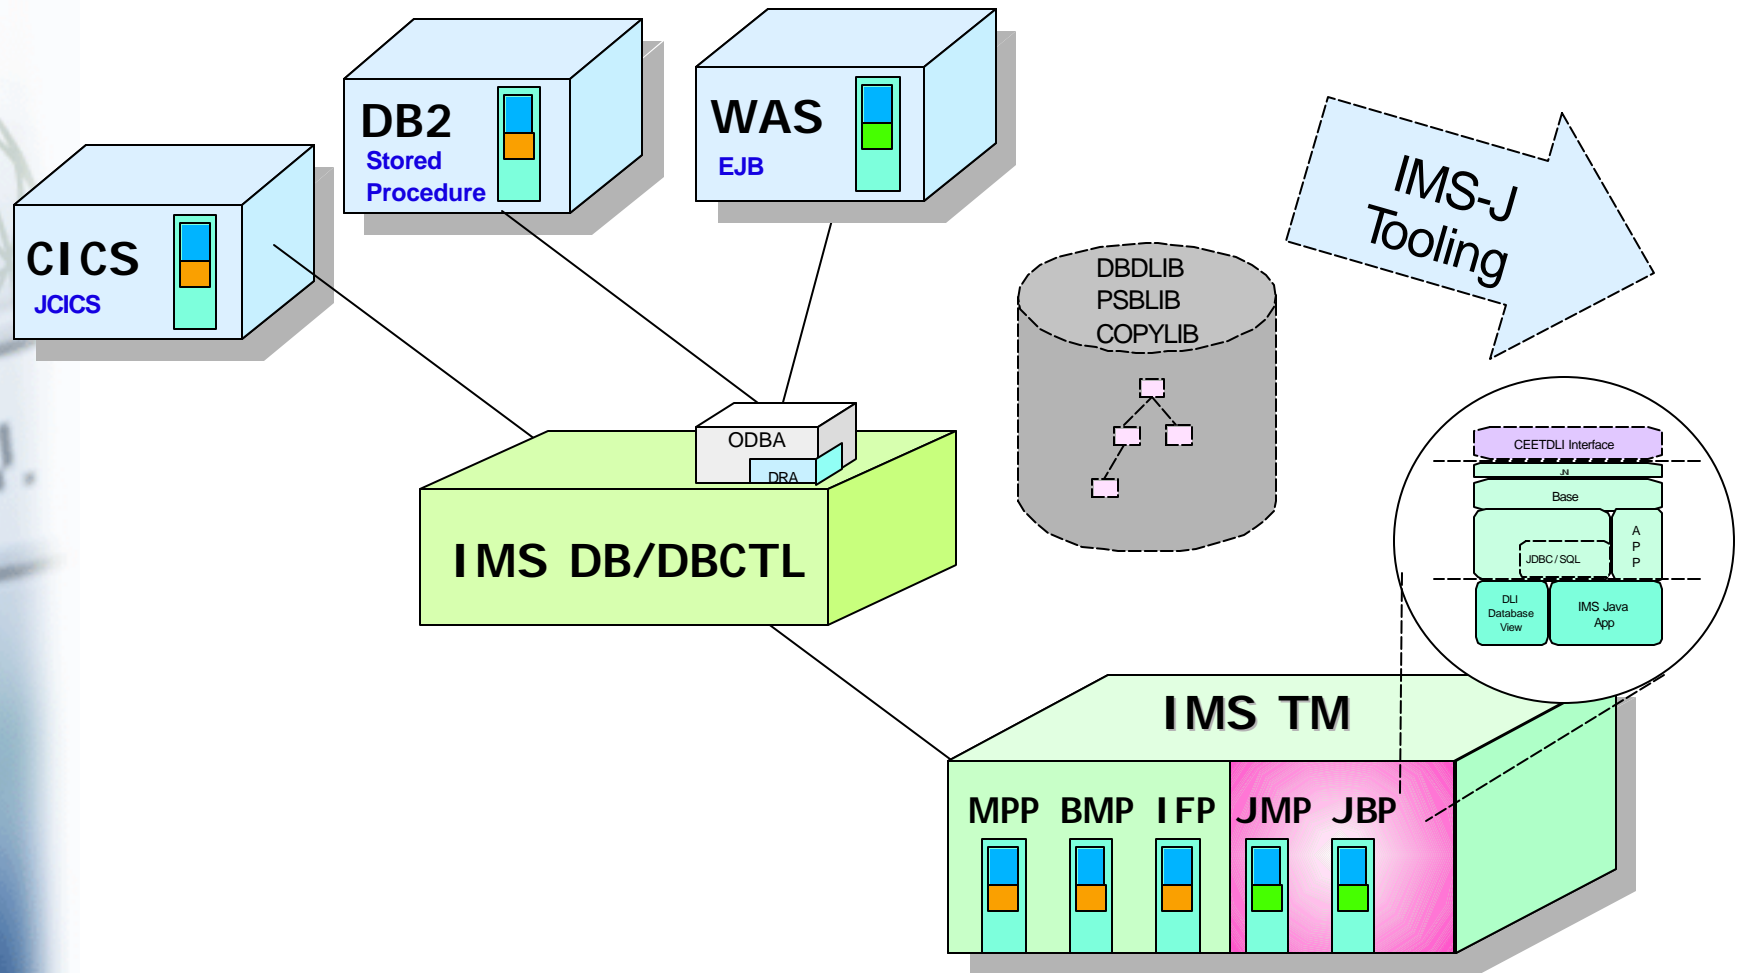 DB2
Stored
Procedure
WAS
EJB
CICS
JCICS
IMS-J
Tooling
DBDLIB
PSBLIB
COPYLIB
ODBA
DRA
IMS DB/DBCTL
CEETDLI Interface
JNI
Base
JDBC / SQL
A
P
P
DLI
Database
View
IMS Java
App
IMS TM
MPP BMP IFP JMP JBP